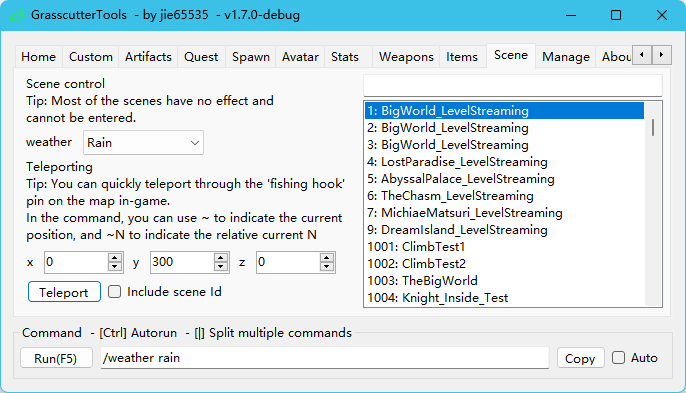 GrasscutterTools - by jie65535 - v1.7.0-debug
Home Custom Artifacts Quest Spawn Avatar Stats Weapons Items Scene Manage Abou
Scene control
Tip: Most of the scenes have no effect and
cannot be entered.
weather Rain
Teleporting
Tip: You can quickly teleport through the 'fishing hook'
pin on the map in-game.
In the command, you can use ~ to indicate the current
position, and ~N to indicate the relative current N
x 0 y 300 z 0
Teleport Include scene Id
1: BigWorld_LevelStreaming
2: BigWorld_LevelStreaming
3: BigWorld_LevelStreaming
4: LostParadise_LevelStreaming
5: AbyssalPalace_LevelStreaming
6: TheChasm_LevelStreaming
7: MichiaeMatsuri_LevelStreaming
9: DreamIsland_LevelStreaming
1001: ClimbTest1
1002: ClimbTest2
1003: TheBigWorld
1004: Knight_Inside_Test
Command - [Ctrl] Autorun - [|] Split multiple commands
Run(F5) /weather rain Copy Auto